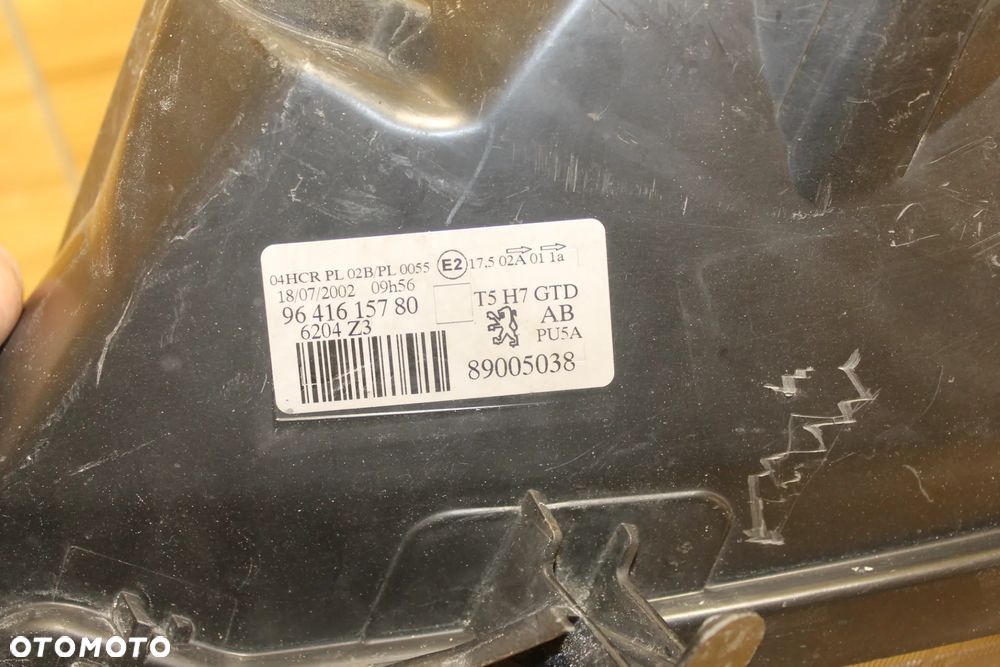 04HCR PL 02B/PL 0055 E2 17.5 02A 01 1a
18/07/2002 09h56
96 416 157 80
6204 Z3
T5 H7 GTD
AB
PU5A
89005038
OTOMOTO